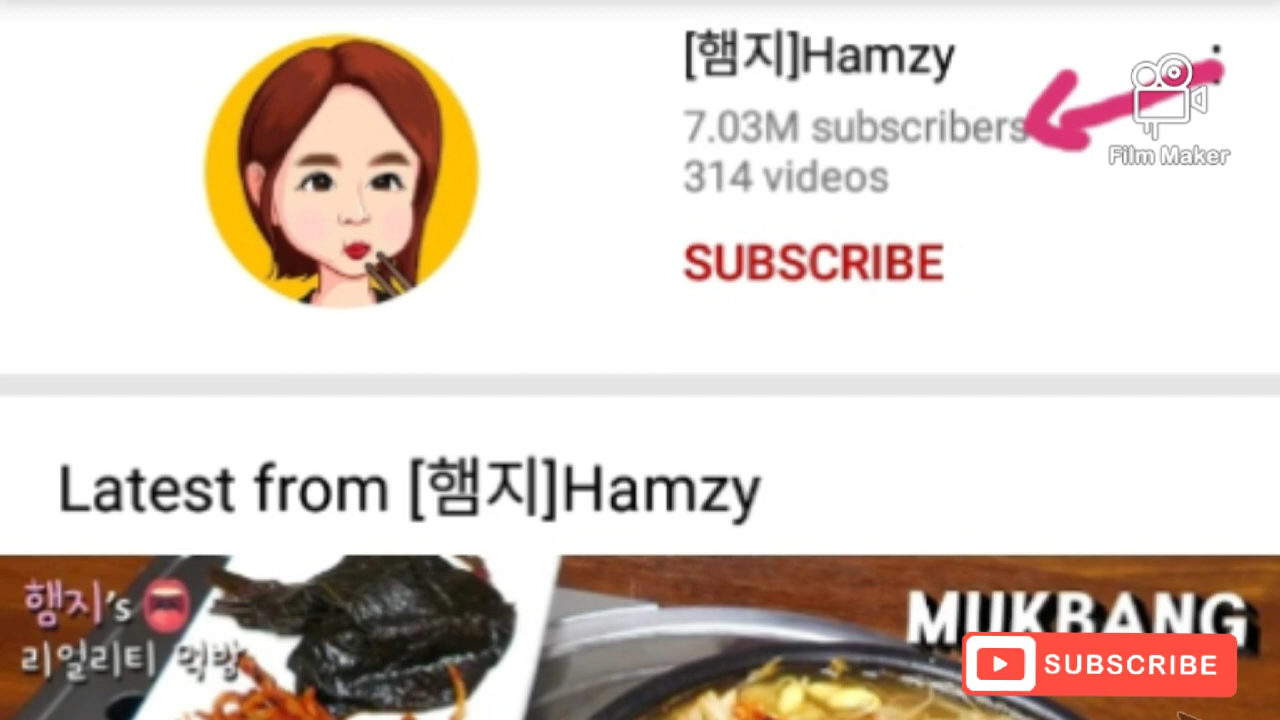 [햄지]Hamzy
7.03M subscribers
314 videos
Film Maker
SUBSCRIBE
Latest from [햄지]Hamzy
햄지's
리얼리티 먹방
MUKBANG
SUBSCRIBE